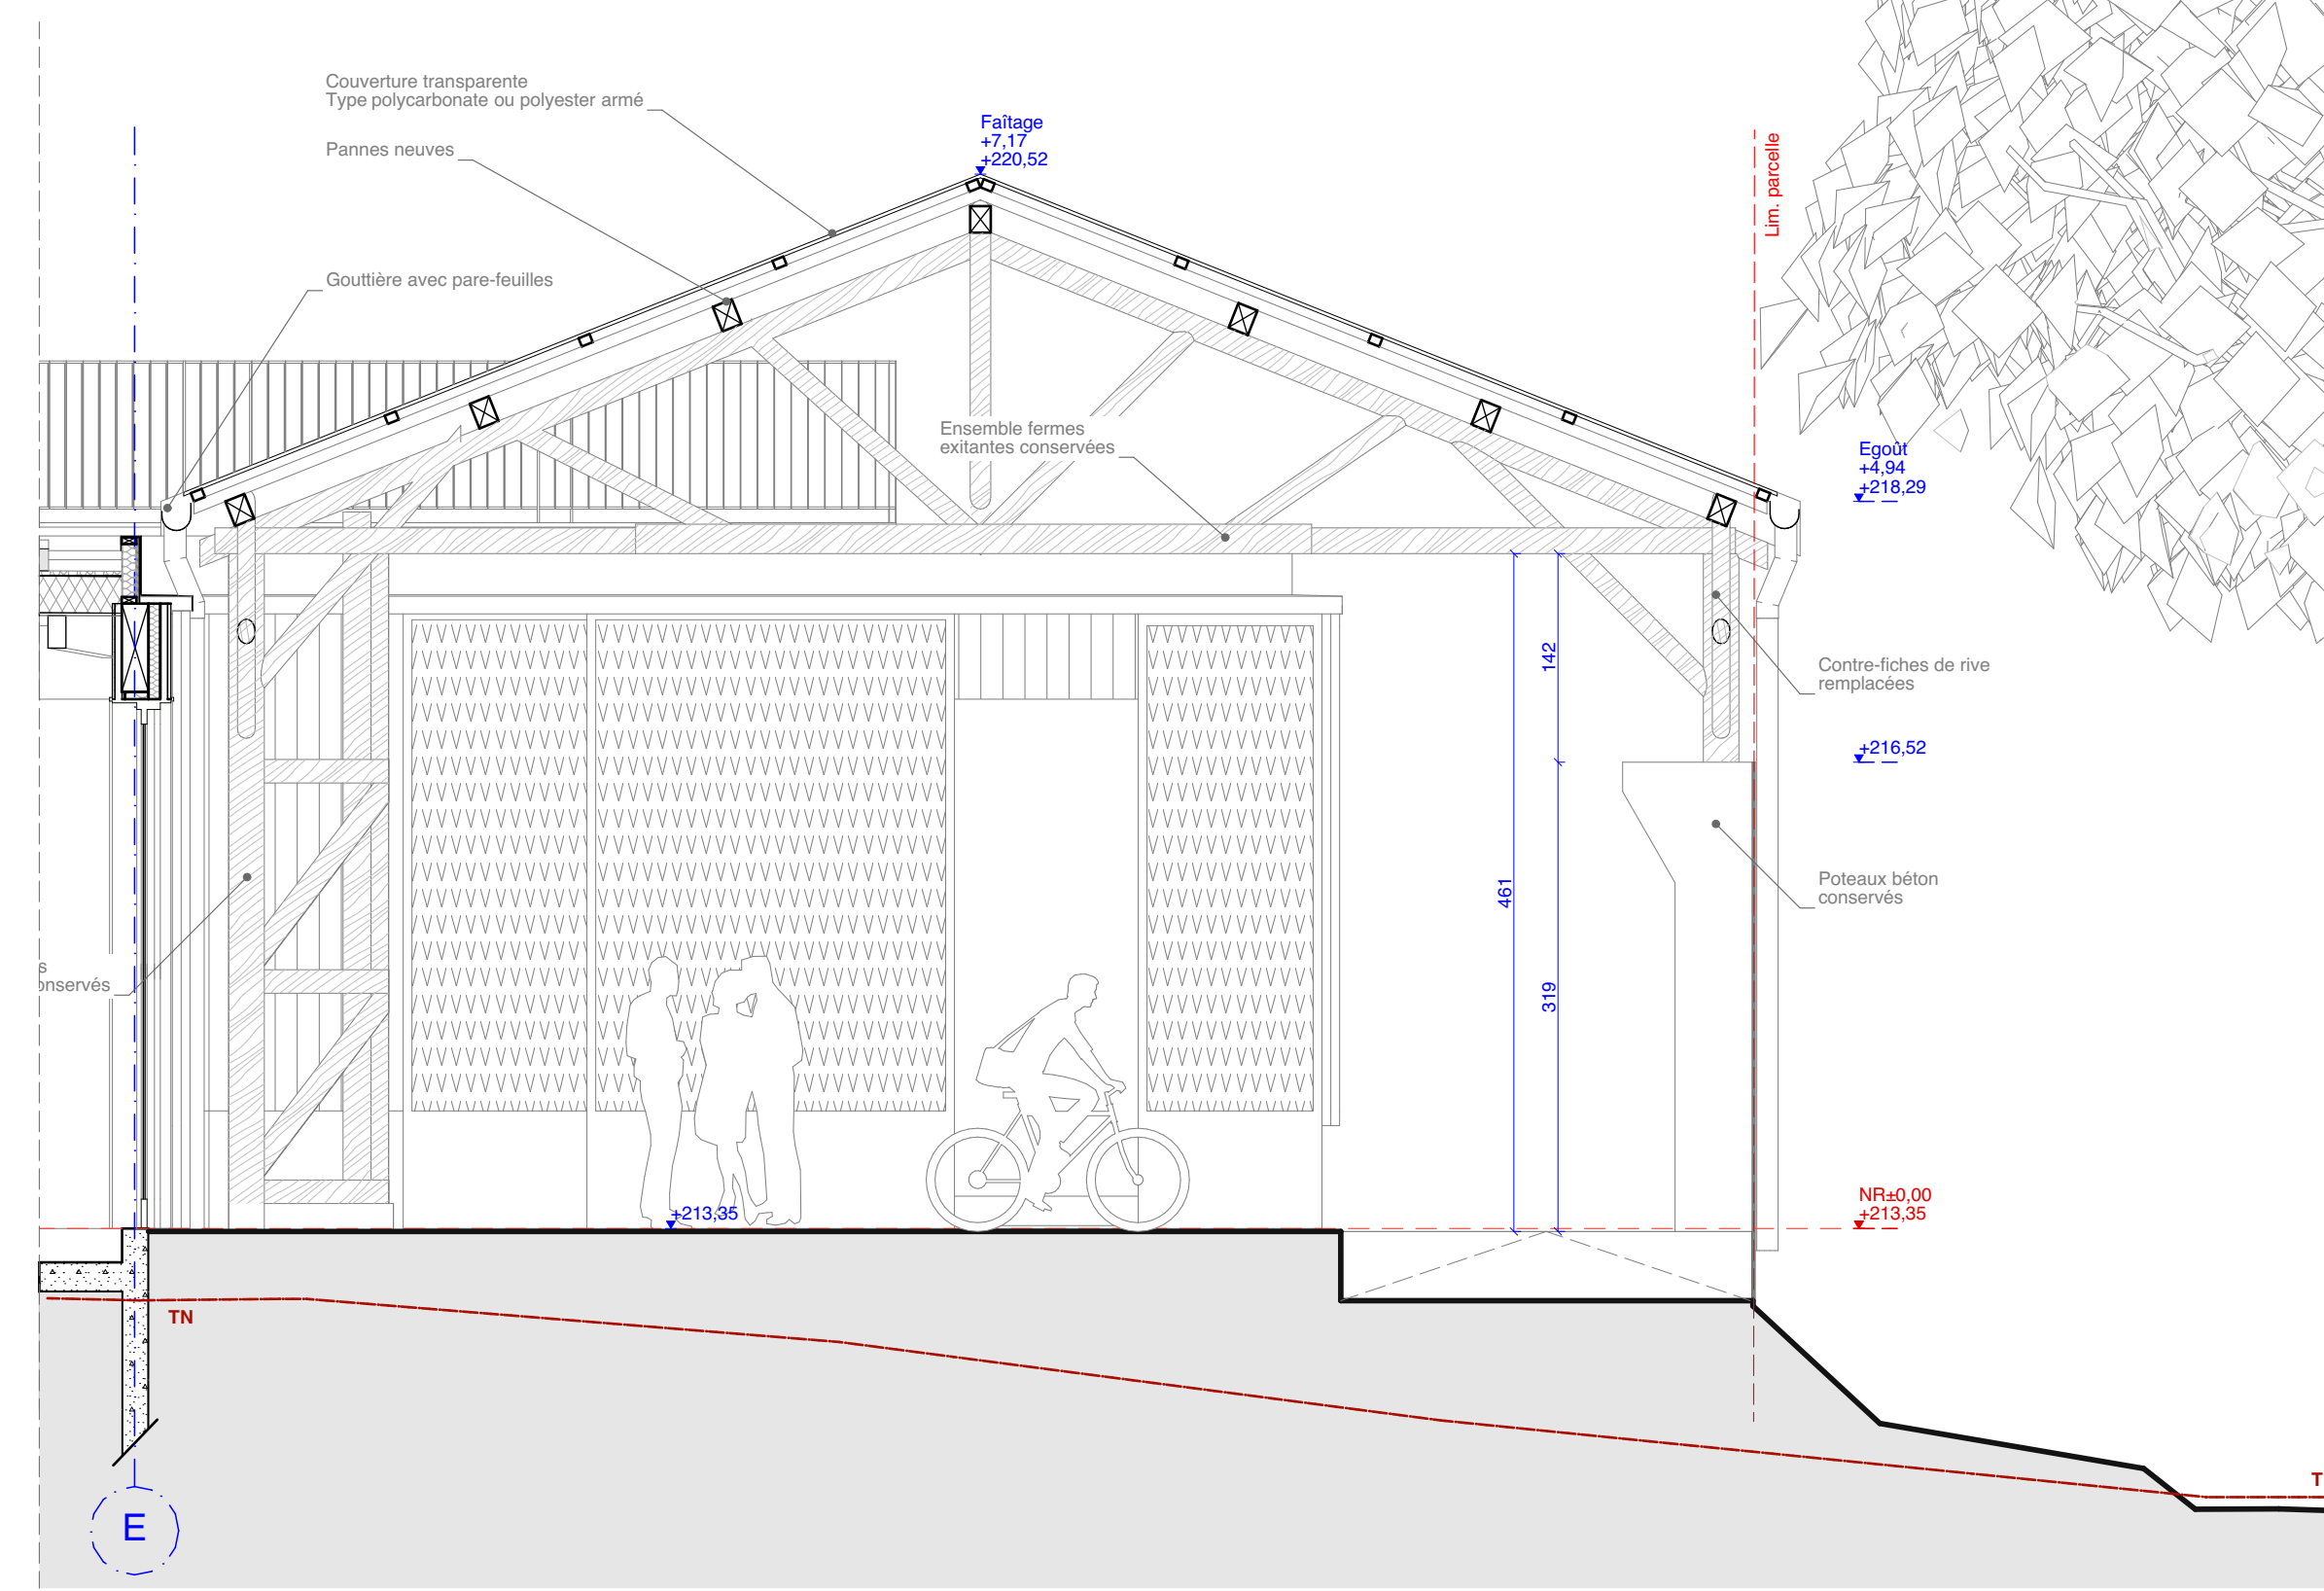 Couverture transparente
Type polycarbonate ou polyester armé
Pannes neuves
Gouttière avec pare-feuilles
Faîtage
+7,17
+220,52
Lim. parcelle
Ensemble fermes
exitantes conservées
Egoût
+4,94
+218,29
142
Contre-fiches de rive
remplacées
+216,52
461
319
Poteaux béton
conservés
s
onservés
+213,35
NR±0,00
+213,35
TN
T
E